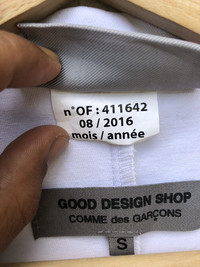 n°OF : 411642
08 / 2016
mois / année
GOOD DESIGN SHOP
COMME des GARÇONS
S